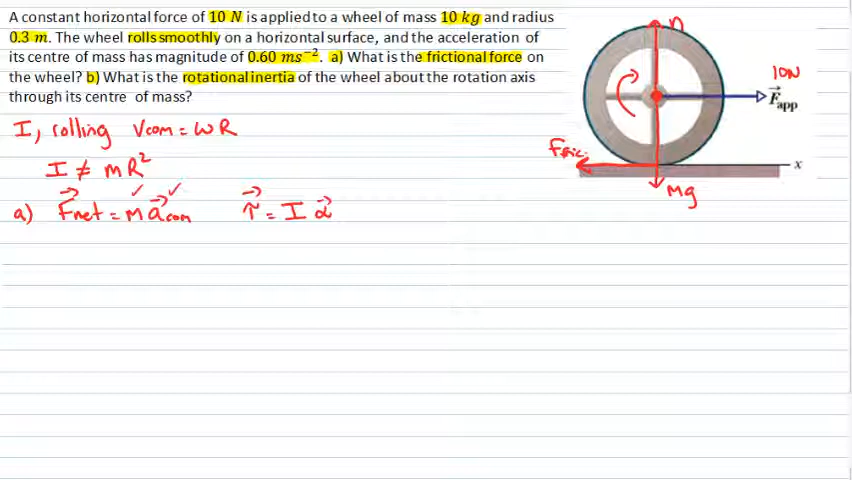 A constant horizontal force of 10 N is applied to a wheel of mass 10 kg and radius
0.3 m. The wheel rolls smoothly on a horizontal surface, and the acceleration of
its centre of mass has magnitude of 0.60 ms⁻². a) What is the frictional force on
the wheel? b) What is the rotational inertia of the wheel about the rotation axis
through its centre of mass?
I, rolling Vcom = ωR
I ≠ mR²
a) F⃗net = m a⃗com τ⃗ = I α⃗
n
10N
F⃗app
Ffric
x
Mg